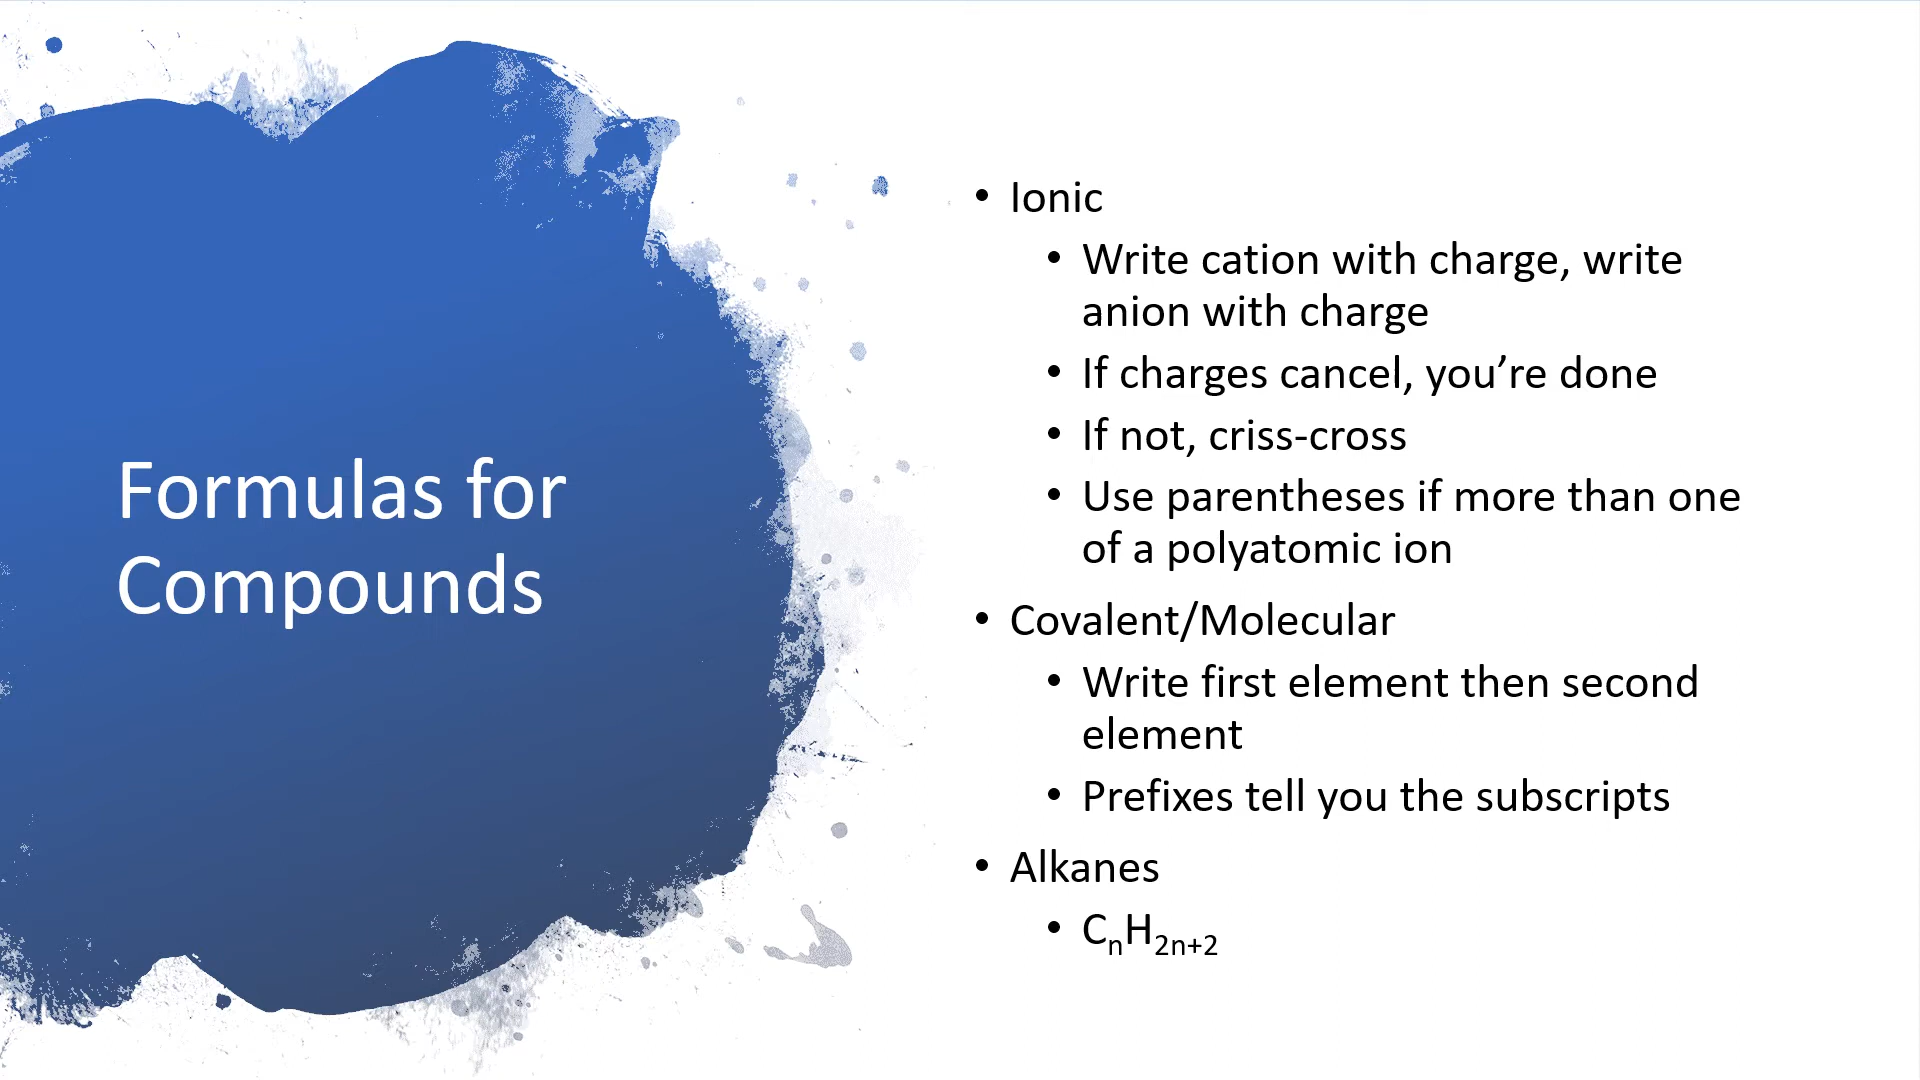 Formulas for
Compounds
• Ionic
• Write cation with charge, write
anion with charge
• If charges cancel, you’re done
• If not, criss-cross
• Use parentheses if more than one
of a polyatomic ion
• Covalent/Molecular
• Write first element then second
element
• Prefixes tell you the subscripts
• Alkanes
• CₙH₂ₙ₊₂